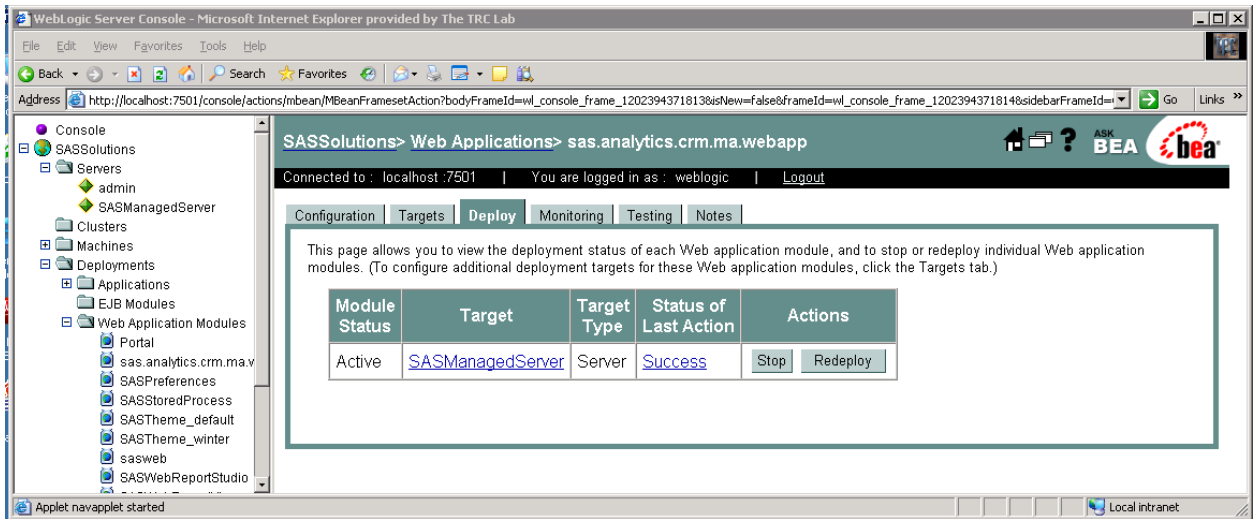 WebLogic Server Console - Microsoft Internet Explorer provided by The TRC Lab
File Edit View Favorites Tools Help
Back Search Favorites
Address http://localhost:7501/console/actions/mbean/MBeanFramesetAction?bodyFrameId=wl_console_frame_1202394371813&isNew=false&frameId=wl_console_frame_1202394371814&sidebarFrameId= Go Links »
Console
SASSolutions
Servers
admin
SASManagedServer
Clusters
Machines
Deployments
Applications
EJB Modules
Web Application Modules
Portal
sas.analytics.crm.ma.v
SASPreferences
SASStoredProcess
SASTheme_default
SASTheme_winter
sasweb
SASWebReportStudio
SASSolutions> Web Applications> sas.analytics.crm.ma.webapp
? ASK BEA bea
Connected to : localhost :7501 | You are logged in as : weblogic | Logout
Configuration Targets Deploy Monitoring Testing Notes
This page allows you to view the deployment status of each Web application module, and to stop or redeploy individual Web application
modules. (To configure additional deployment targets for these Web application modules, click the Targets tab.)
Module Status Target Target Type Status of Last Action Actions
Active SASManagedServer Server Success Stop Redeploy
Applet navapplet started Local intranet